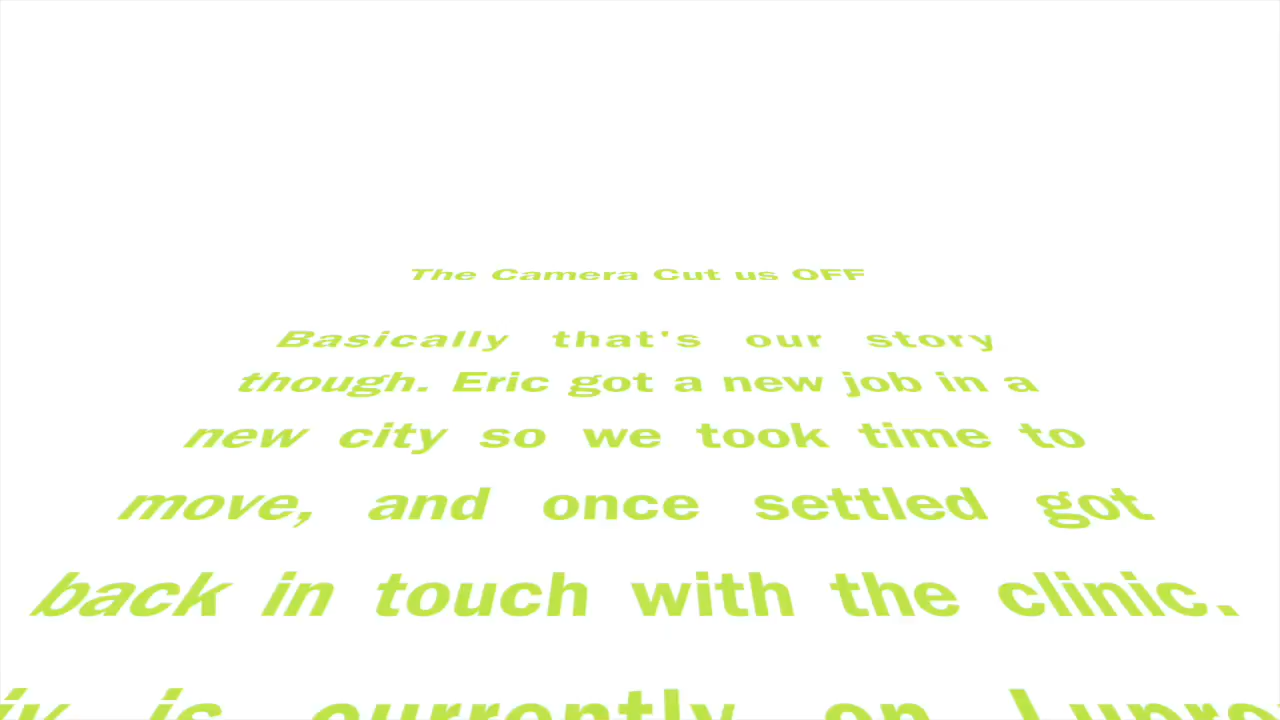 The Camera Cut us OFF
Basically that's our story
though. Eric got a new job in a
new city so we took time to
move, and once settled got
back in touch with the clinic.
is currently on